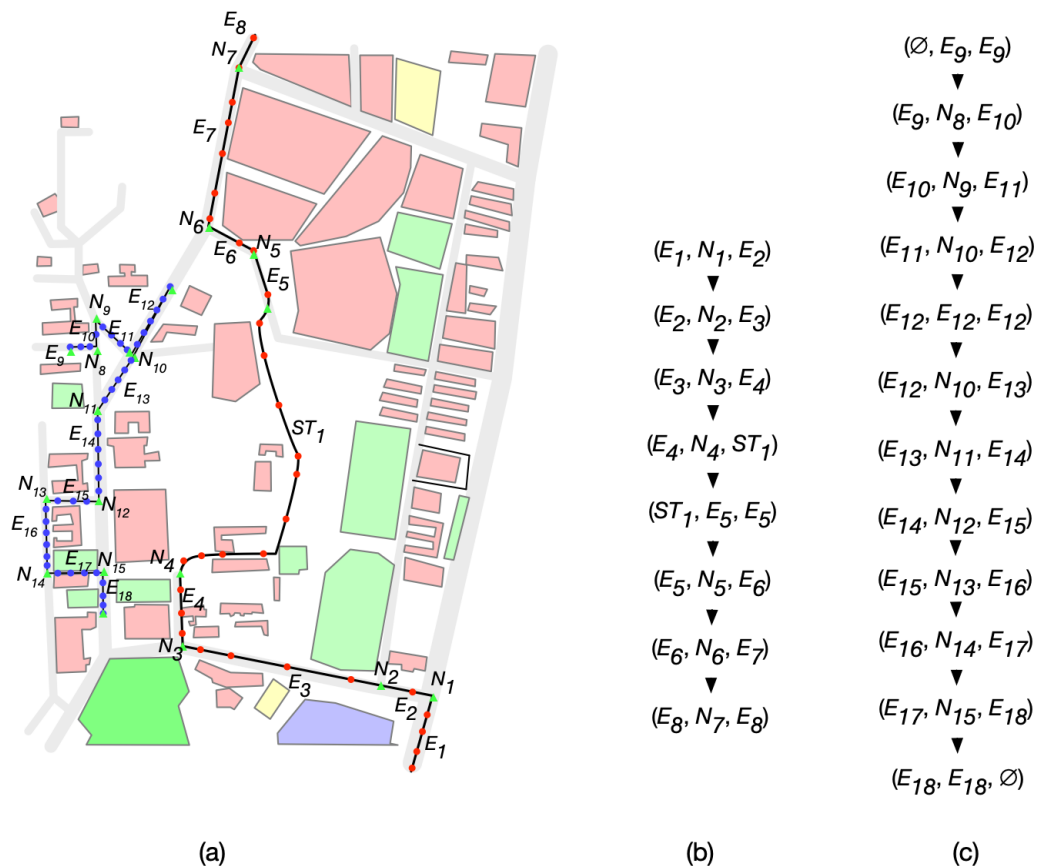 E8
N7
E7
N6
E6
N5
E5
E12
N9
E10
E11
E9
N8
N10
E13
N11
E14
ST1
N13
E15
N12
E16
N4
E17
N15
N14
E18
E4
N3
E3
N2
N1
E2
E1
(a)
(E1, N1, E2)
(E2, N2, E3)
(E3, N3, E4)
(E4, N4, ST1)
(ST1, E5, E5)
(E5, N5, E6)
(E6, N6, E7)
(E8, N7, E8)
(b)
(∅, E9, E9)
(E9, N8, E10)
(E10, N9, E11)
(E11, N10, E12)
(E12, E12, E12)
(E12, N10, E13)
(E13, N11, E14)
(E14, N12, E15)
(E15, N13, E16)
(E16, N14, E17)
(E17, N15, E18)
(E18, E18, ∅)
(c)